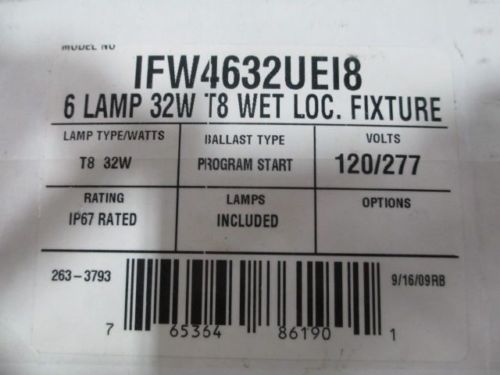 MODEL NO
IFW4632UEI8
6 LAMP 32W T8 WET LOC. FIXTURE
LAMP TYPE/WATTS
T8 32W
BALLAST TYPE
PROGRAM START
VOLTS
120/277
RATING
IP67 RATED
LAMPS
INCLUDED
OPTIONS
263-3793
9/16/09RB
7 65364 86190 1